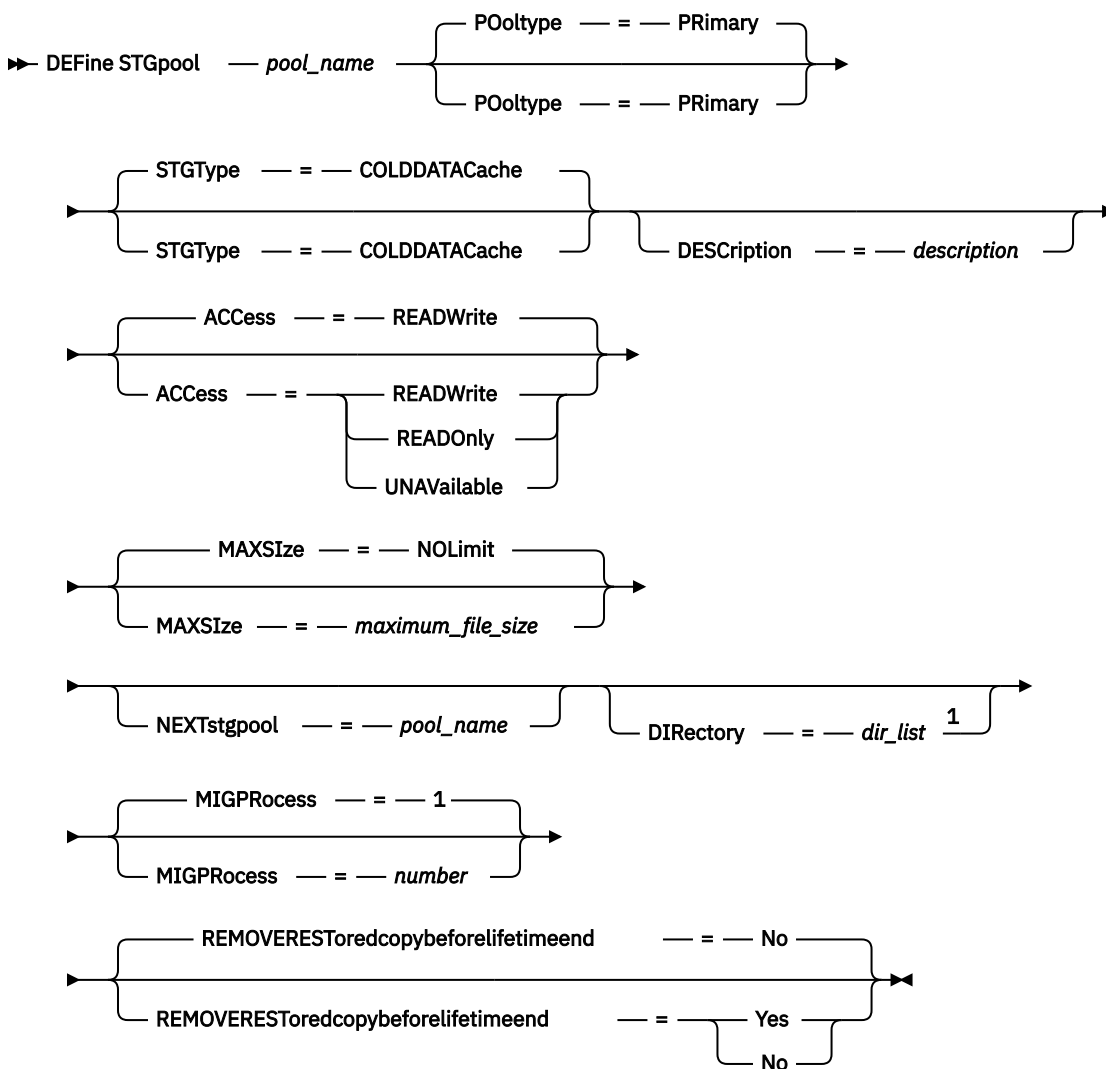 POoltype = PRimary
DEFine STGpool pool_name
POoltype = PRimary
STGType = COLDDATACache
STGType = COLDDATACache DESCription = description
ACCess = READWrite
ACCess = READWrite
READOnly
UNAVailable
MAXSIze = NOLimit
MAXSIze = maximum_file_size
NEXTstgpool = pool_name DIRectory = dir_list 1
MIGPRocess = 1
MIGPRocess = number
REMOVERESToredcopybeforelifetimeend = No
REMOVERESToredcopybeforelifetimeend = Yes
No